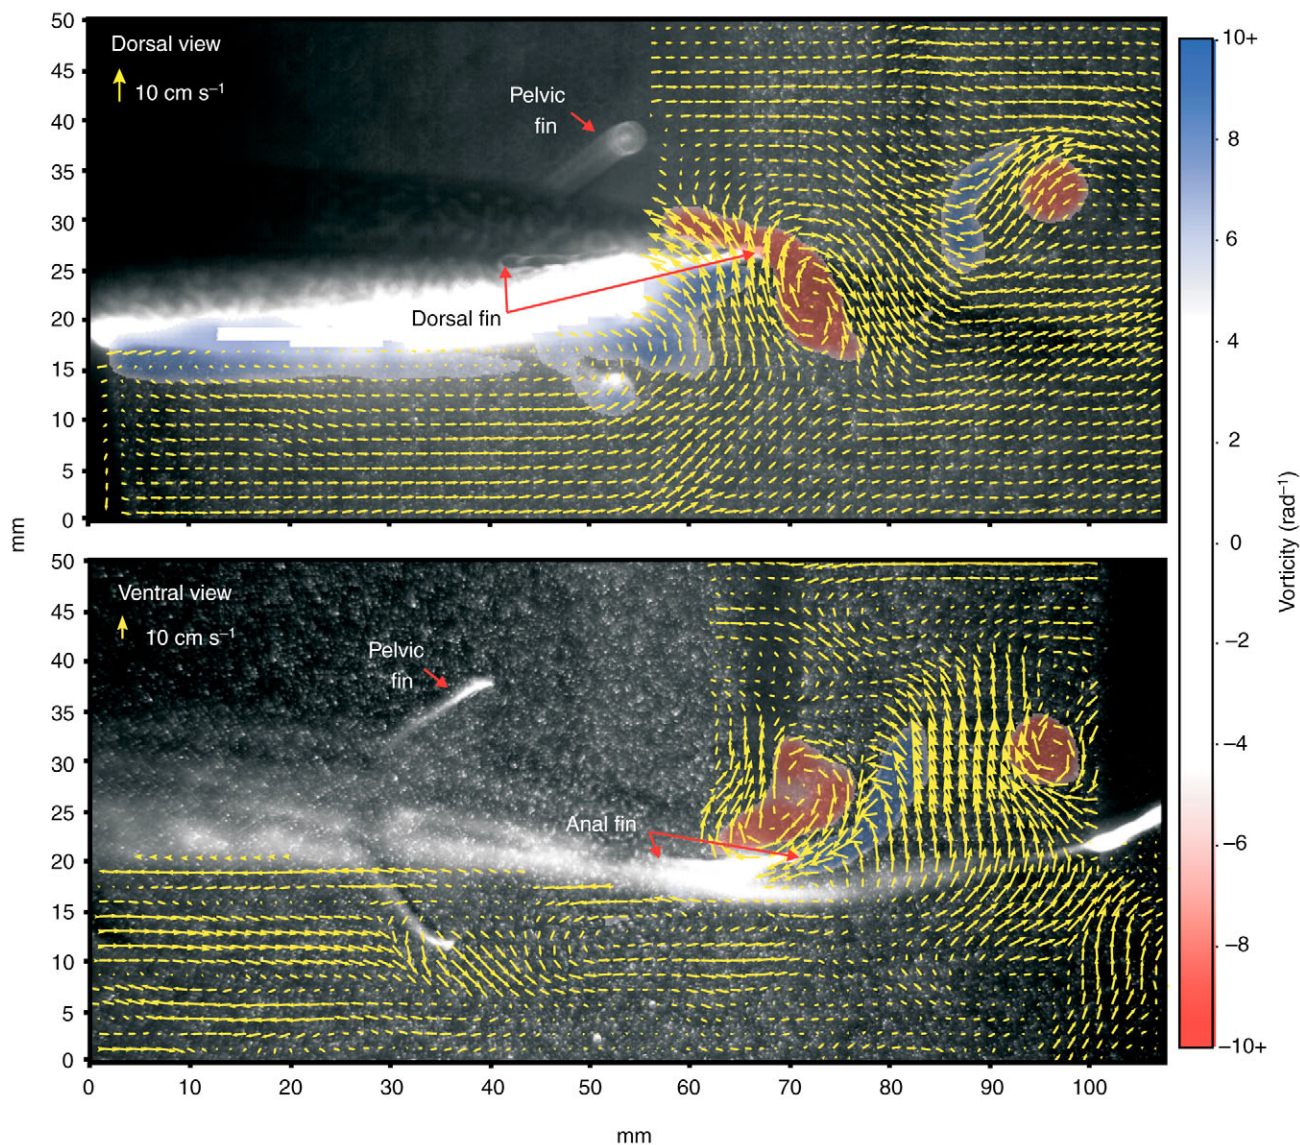 50
45
40
35
30
25
20
15
10
5
0
Dorsal view
10 cm s–1
Pelvic
fin
Dorsal fin
mm
50
45
40
35
30
25
20
15
10
5
0
Ventral view
10 cm s–1
Pelvic
fin
Anal fin
0 10 20 30 40 50 60 70 80 90 100
mm
10+
8
6
4
2
0
–2
–4
–6
–8
–10+
Vorticity (rad–1)